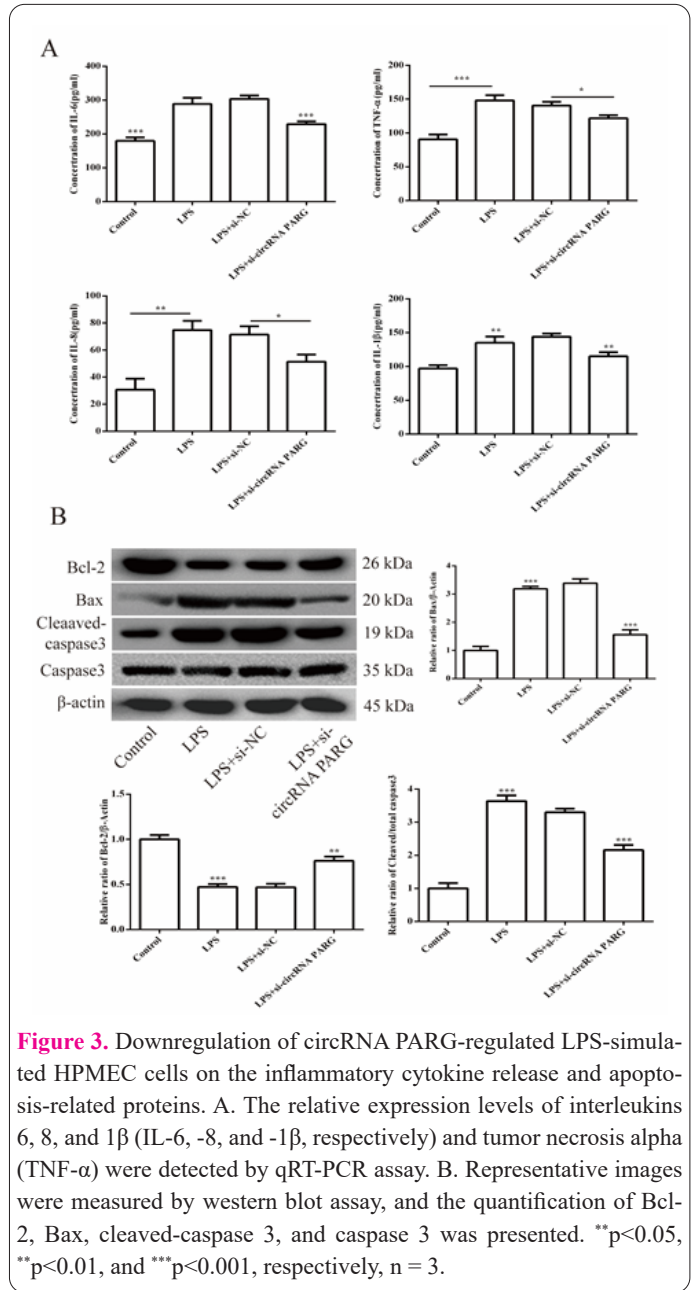 A
Concertration of IL-6(pg/ml)
400
300
200
100
0
***
***
Control
LPS
LPS+si-NC
LPS+si-circRNA PARG
Concertration of TNF-α(pg/ml)
200
150
100
50
0
***
*
Control
LPS
LPS+si-NC
LPS+si-circRNA PARG
Concertration of IL-8(pg/ml)
100
80
60
40
20
0
**
*
Control
LPS
LPS+si-NC
LPS+si-circRNA PARG
Concertration of IL-1β(pg/ml)
200
150
100
50
0
**
**
Control
LPS
LPS+si-NC
LPS+si-circRNA PARG
B
Bcl-2
26 kDa
Bax
20 kDa
Cleaaved-
caspase3
19 kDa
Caspase3
35 kDa
β-actin
45 kDa
Control
LPS
LPS+si-NC
LPS+si-
circRNA PARG
Relative ratio of Bax/β-Actin
4
3
2
1
0
***
***
Control
LPS
LPS+si-NC
LPS+si-circRNA PARG
Relative ratio of Bcl-2/β-Actin
1.5
1.0
0.5
0.0
***
**
Control
LPS
LPS+si-NC
LPS+si-circRNA PARG
Relative ratio of Cleaved/total caspase3
4
2
0
***
***
Control
LPS
LPS+si-NC
LPS+si-circRNA PARG
Figure 3. Downregulation of circRNA PARG-regulated LPS-simula-
ted HPMEC cells on the inflammatory cytokine release and apopto-
sis-related proteins. A. The relative expression levels of interleukins
6, 8, and 1β (IL-6, -8, and -1β, respectively) and tumor necrosis alpha
(TNF-α) were detected by qRT-PCR assay. B. Representative images
were measured by western blot assay, and the quantification of Bcl-
2, Bax, cleaved-caspase 3, and caspase 3 was presented. **p<0.05,
**p<0.01, and ***p<0.001, respectively, n = 3.